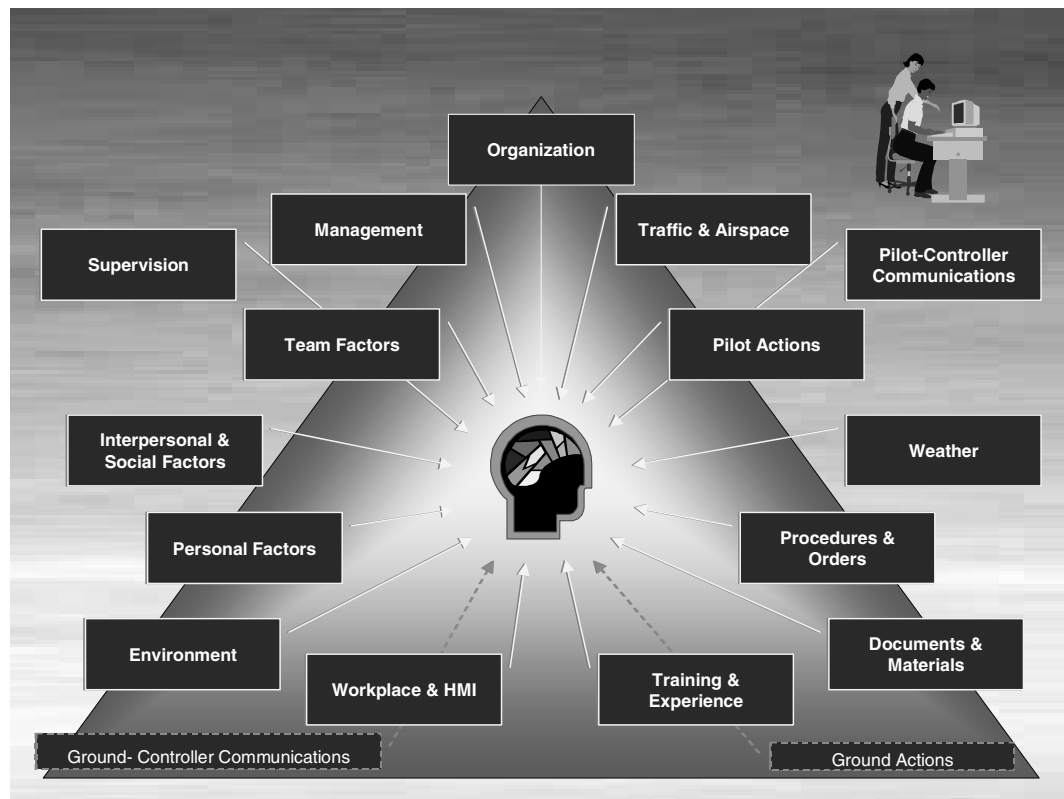 Organization
Management
Traffic & Airspace
Supervision
Pilot-Controller
Communications
Team Factors
Pilot Actions
Interpersonal &
Social Factors
Weather
Personal Factors
Procedures &
Orders
Environment
Workplace & HMI
Training &
Experience
Documents &
Materials
Ground- Controller Communications
Ground Actions